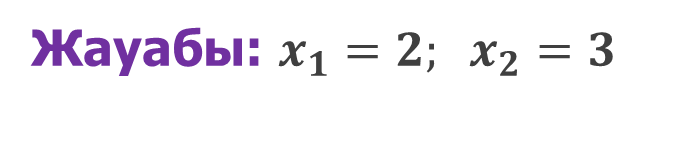 Жауабы: x₁ = 2; x₂ = 3